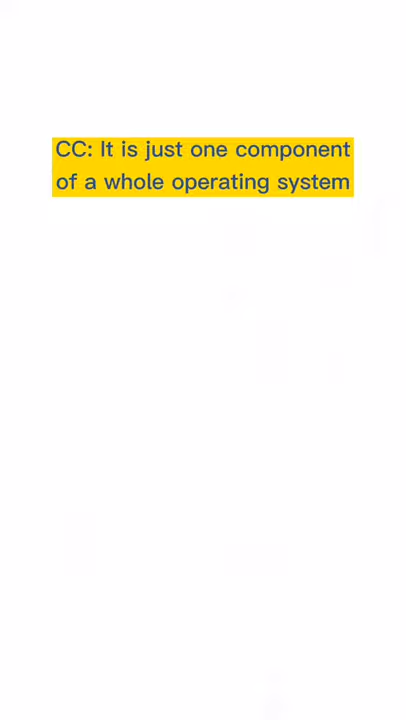 CC: It is just one component
of a whole operating system